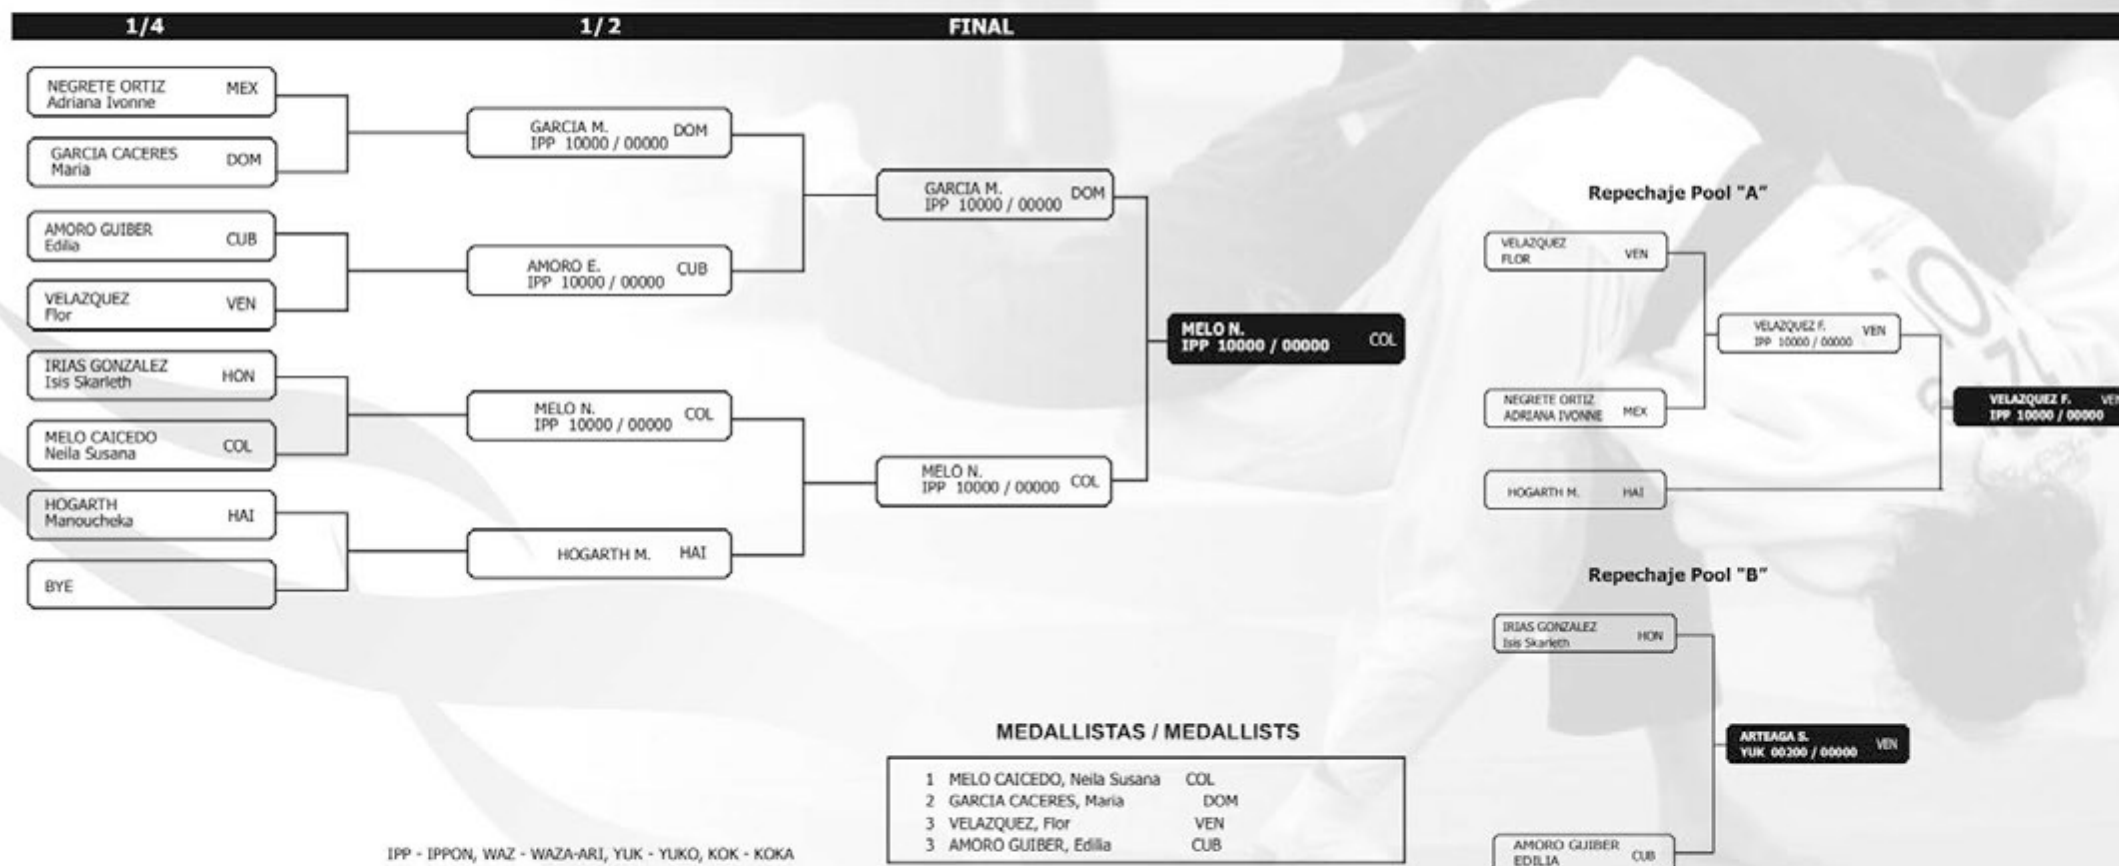 1/4 1/2 FINAL
NEGRETE ORTIZ MEX
Adriana Ivonne
GARCIA CACERES DOM
Maria
AMORO GUIBER CUB
Edilia
VELAZQUEZ VEN
Flor
IRIAS GONZALEZ HON
Isis Skarleth
MELO CAICEDO COL
Neila Susana
HOGARTH HAI
Manoucheka
BYE
GARCIA M. DOM
IPP 10000 / 00000
AMORO E. CUB
IPP 10000 / 00000
MELO N. COL
IPP 10000 / 00000
HOGARTH M. HAI
GARCIA M. DOM
IPP 10000 / 00000
MELO N. COL
IPP 10000 / 00000
MELO N. COL
IPP 10000 / 00000
Repechaje Pool "A"
VELAZQUEZ VEN
FLOR
NEGRETE ORTIZ MEX
ADRIANA IVONNE
HOGARTH M. HAI
VELAZQUEZ F. VEN
IPP 10000 / 00000
VELAZQUEZ F. VEN
IPP 10000 / 00000
Repechaje Pool "B"
IRIAS GONZALEZ HON
Isis Skarleth
AMORO GUIBER CUB
EDILIA
ARTEAGA S. VEN
YUK 00200 / 00000
MEDALLISTAS / MEDALLISTS
1 MELO CAICEDO, Neila Susana COL
2 GARCIA CACERES, Maria DOM
3 VELAZQUEZ, Flor VEN
3 AMORO GUIBER, Edilia CUB
IPP - IPPON, WAZ - WAZA-ARI, YUK - YUKO, KOK - KOKA